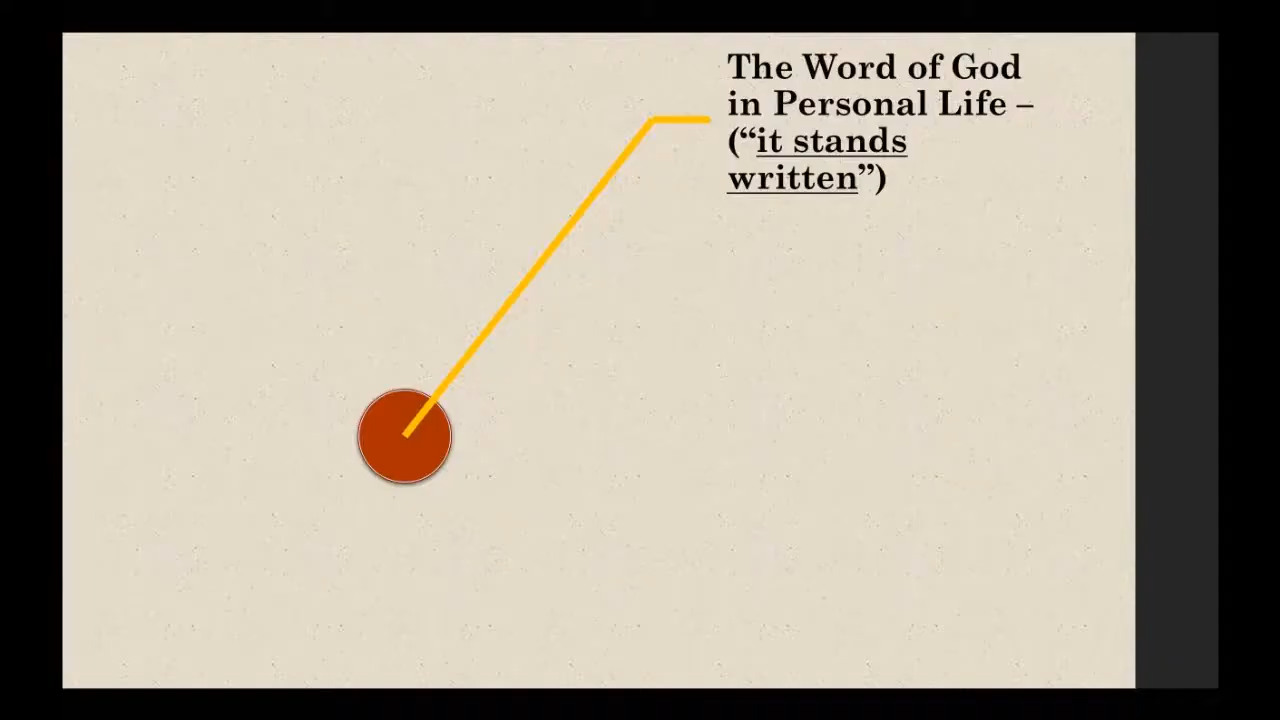 The Word of God
in Personal Life –
(“it stands
written”)